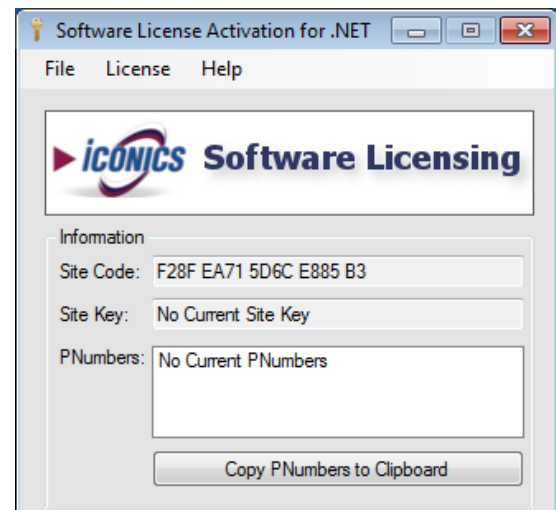 Software License Activation for .NET
File License Help
ICONICS Software Licensing
Information
Site Code: F28F EA71 5D6C E885 B3
Site Key: No Current Site Key
PNumbers: No Current PNumbers
Copy PNumbers to Clipboard